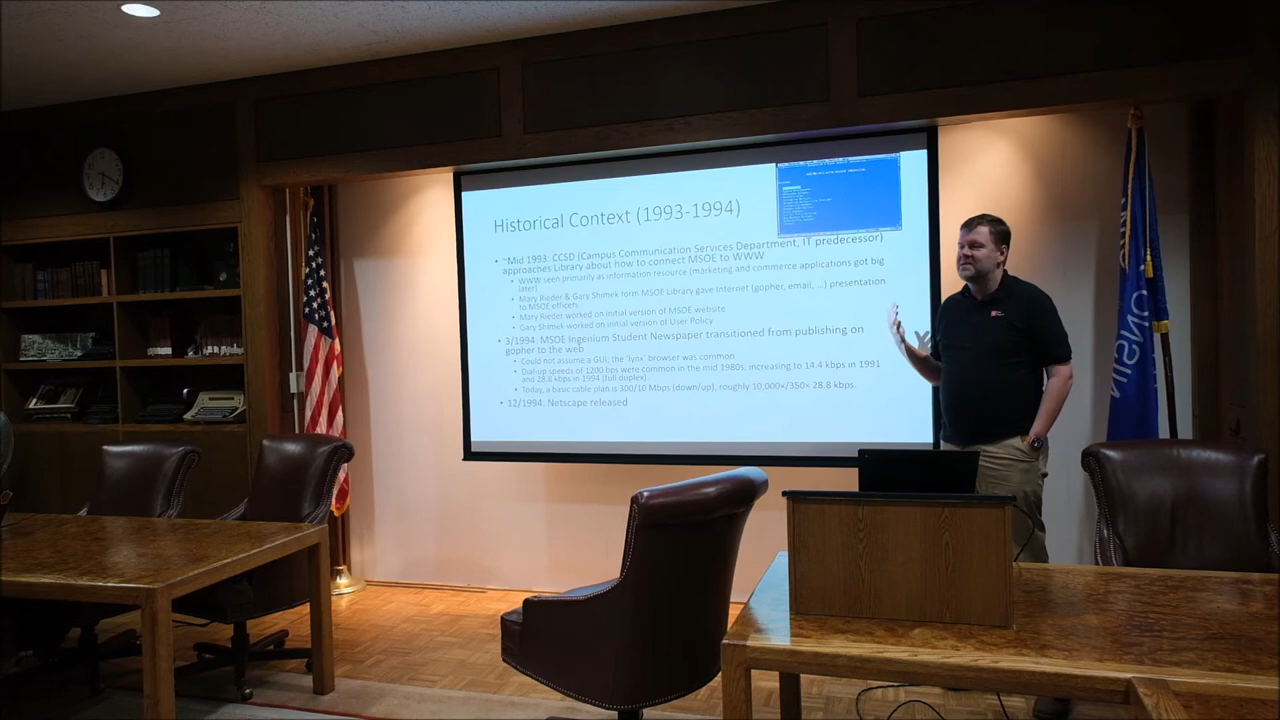 Historical Context (1993-1994)
• ~Mid 1993: CCSD (Campus Communication Services Department, IT predecessor)
approaches Library about how to connect MSOE to WWW
• WWW seen primarily as information resource (marketing and commerce applications got big
later)
• Mary Rieder & Gary Shimek form MSOE Library gave Internet (gopher, email, ...) presentation
to MSOE officers
• Mary Rieder worked on initial version of MSOE website
• Gary Shimek worked on initial version of User Policy
• 3/1994: MSOE Ingenium Student Newspaper transitioned from publishing on
gopher to the web
• Could not assume a GUI; the 'lynx' browser was common
• Dial-up speeds of 1200 bps were common in the mid 1980s, increasing to 14.4 kbps in 1991
and 28.8 kbps in 1994 (full duplex)
• Today, a basic cable plan is 300/10 Mbps (down/up), roughly 10,000×/350× 28.8 kbps.
• 12/1994: Netscape released
ONSIN